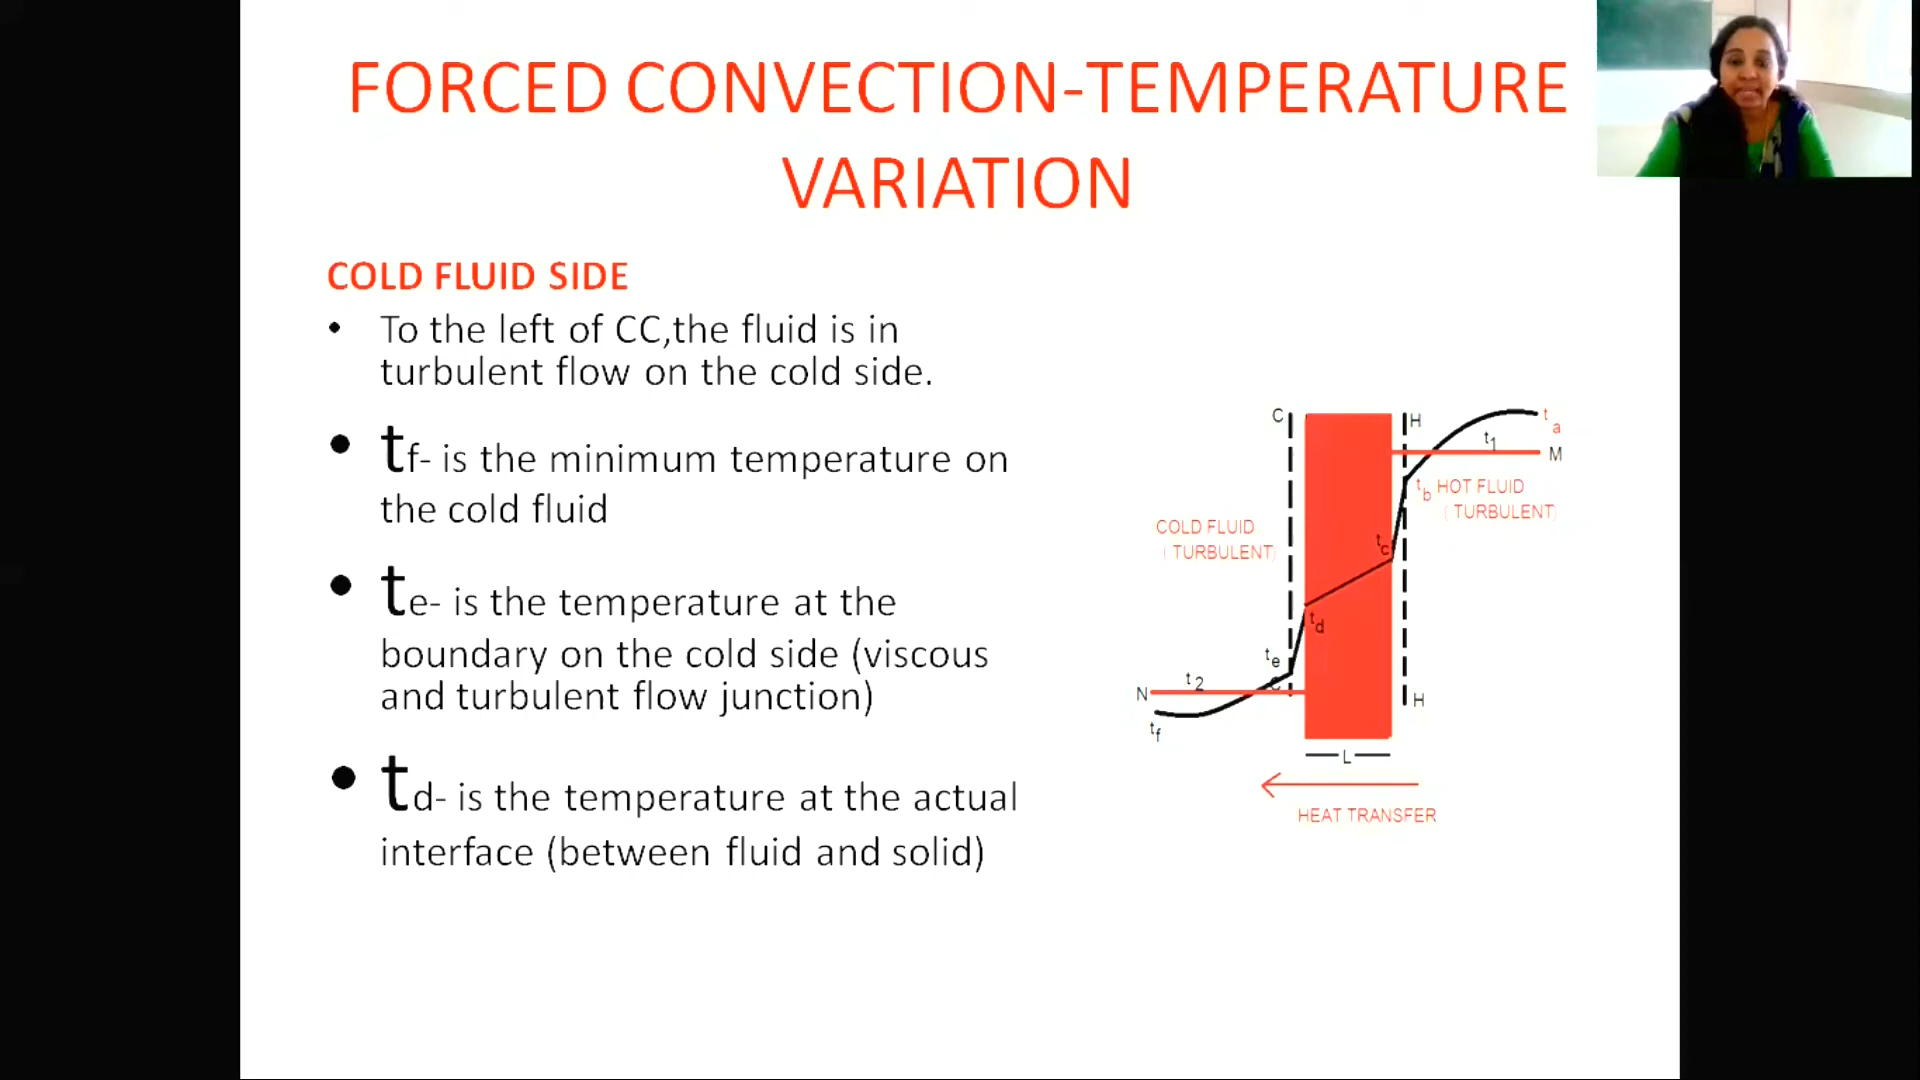 FORCED CONVECTION-TEMPERATURE
VARIATION
COLD FLUID SIDE
• To the left of CC,the fluid is in
turbulent flow on the cold side.
• tf- is the minimum temperature on
the cold fluid
• te- is the temperature at the
boundary on the cold side (viscous
and turbulent flow junction)
• td- is the temperature at the actual
interface (between fluid and solid)
C
H
ta
t1
M
tb HOT FLUID
( TURBULENT)
COLD FLUID
( TURBULENT)
tc
td
te
C
t2
N
H
tf
L
HEAT TRANSFER